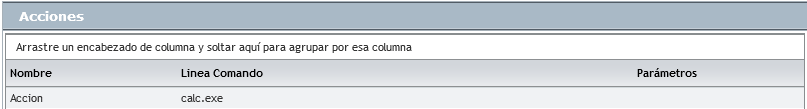 Acciones
Arrastre un encabezado de columna y soltar aquí para agrupar por esa columna
Nombre Linea Comando Parámetros
Accion calc.exe